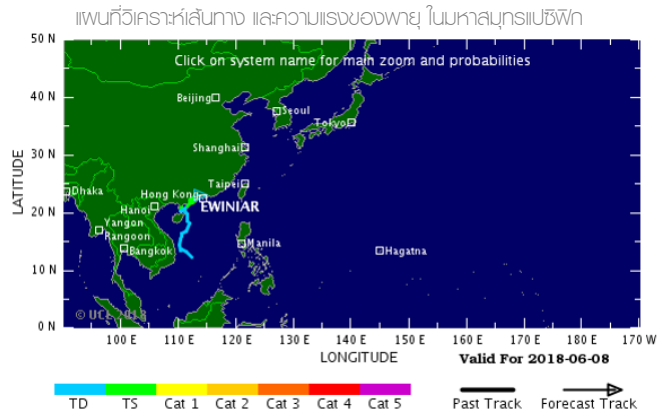 แผนที่วิเคราะห์เส้นทาง และความแรงของพายุ ในมหาสมุทรแปซิฟิก
50 N
Click on system name for main zoom and probabilities
40 N
Beijing
Seoul
Tokyo
30 N
Shanghai
LATITUDE
Taipei
Dhaka
Hong Kong
20 N
Hanoi
EWINIAR
Yangon
Rangoon
Manila
Bangkok
Hagatna
10 N
© UCL 2018
0 N
100 E 110 E 120 E 130 E 140 E 150 E 160 E 170 W
LONGITUDE
Valid For 2018-06-08
TD TS Cat 1 Cat 2 Cat 3 Cat 4 Cat 5
Past Track Forecast Track